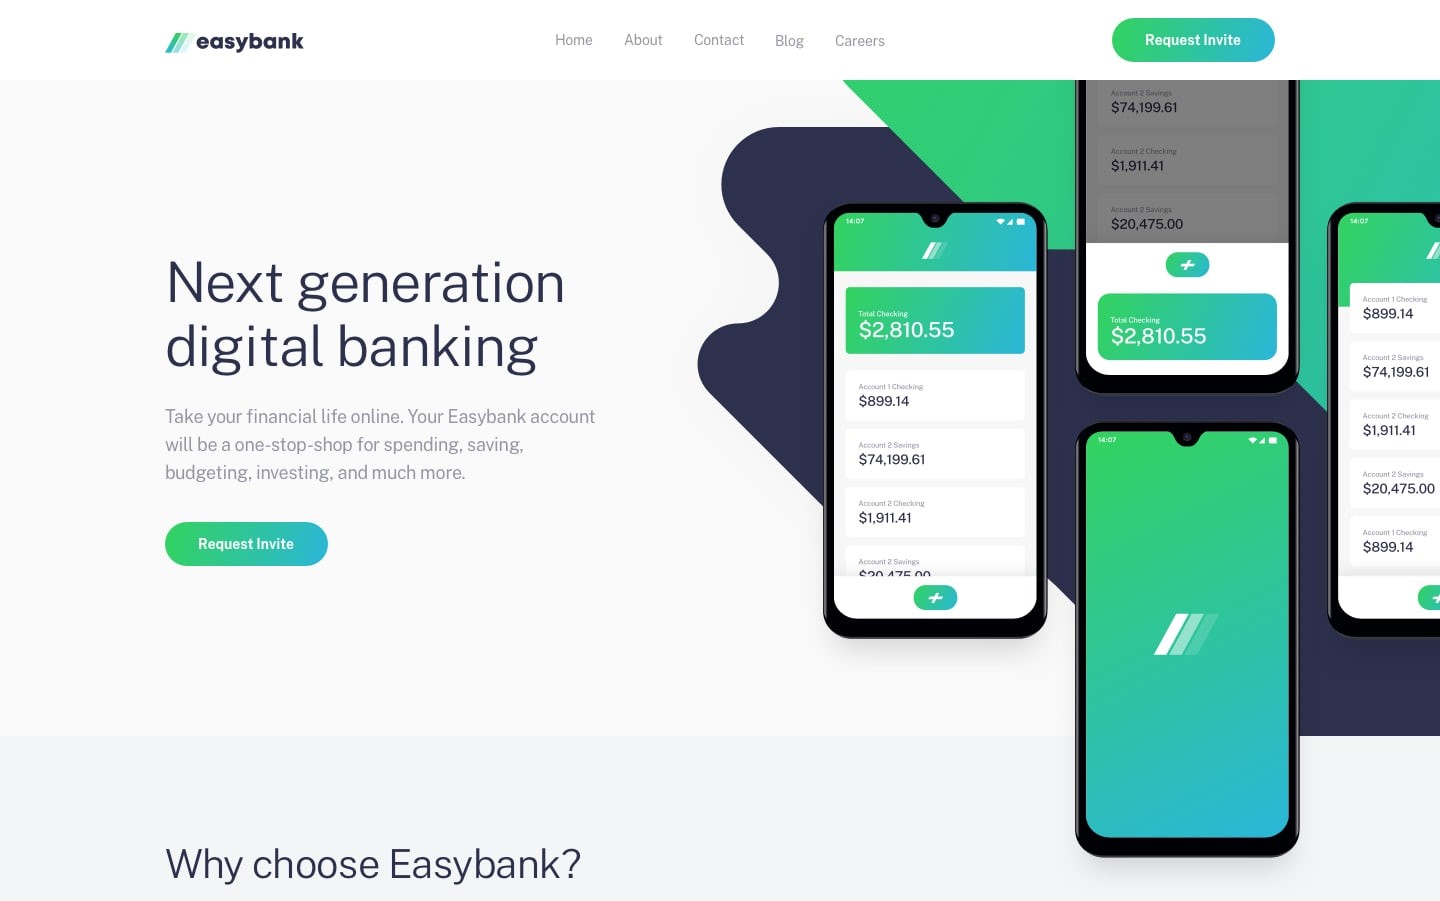 easybank
Home
About
Contact
Blog
Careers
Request Invite
Next generation
digital banking
Take your financial life online. Your Easybank account
will be a one-stop-shop for spending, saving,
budgeting, investing, and much more.
Request Invite
14:07
Total Checking
$2,810.55
Account 1 Checking
$899.14
Account 2 Savings
$74,199.61
Account 2 Checking
$1,911.41
Account 2 Savings
$20,475.00
Account 2 Savings
$74,199.61
Account 2 Checking
$1,911.41
Account 2 Savings
$20,475.00
Total Checking
$2,810.55
14:07
14:07
Account 1 Checking
$899.14
Account 2 Savings
$74,199.61
Account 2 Checking
$1,911.41
Account 2 Savings
$20,475.00
Account 1 Checking
$899.14
Why choose Easybank?